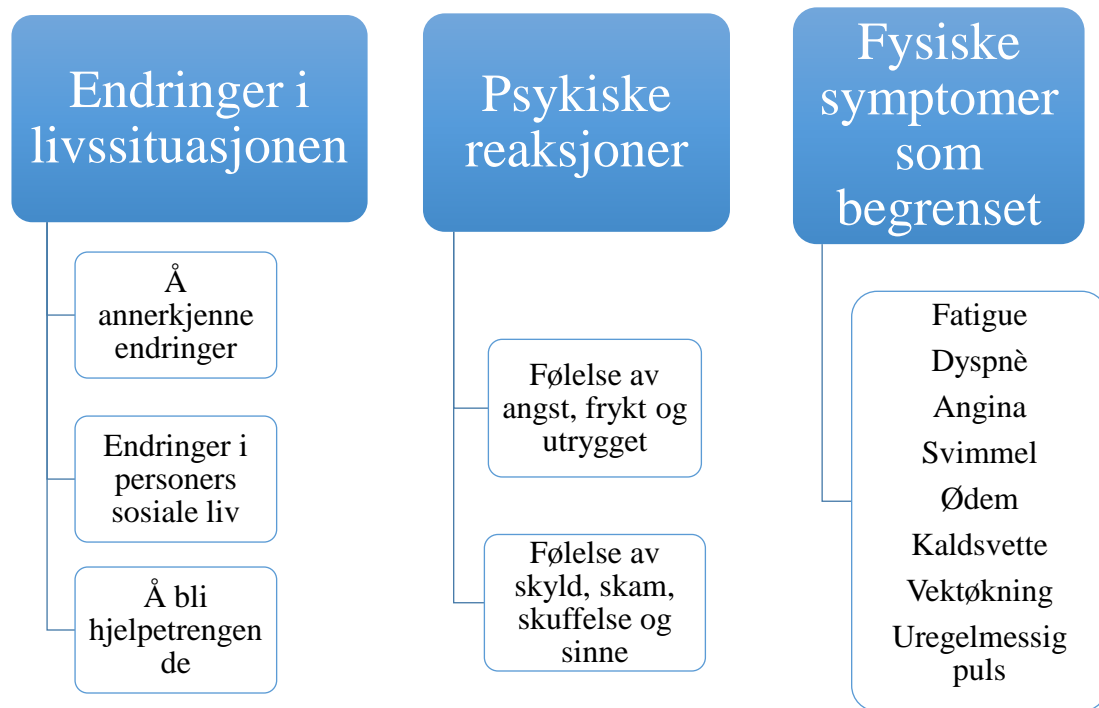 Endringer i
livssituasjonen
Å
annerkjenne
endringer
Endringer i
personers
sosiale liv
Å bli
hjelpetrengen
de
Psykiske
reaksjoner
Følelse av
angst, frykt og
utrygget
Følelse av
skyld, skam,
skuffelse og
sinne
Fysiske
symptomer
som
begrenset
Fatigue
Dyspnè
Angina
Svimmel
Ødem
Kaldsvette
Vektøkning
Uregelmessig
puls